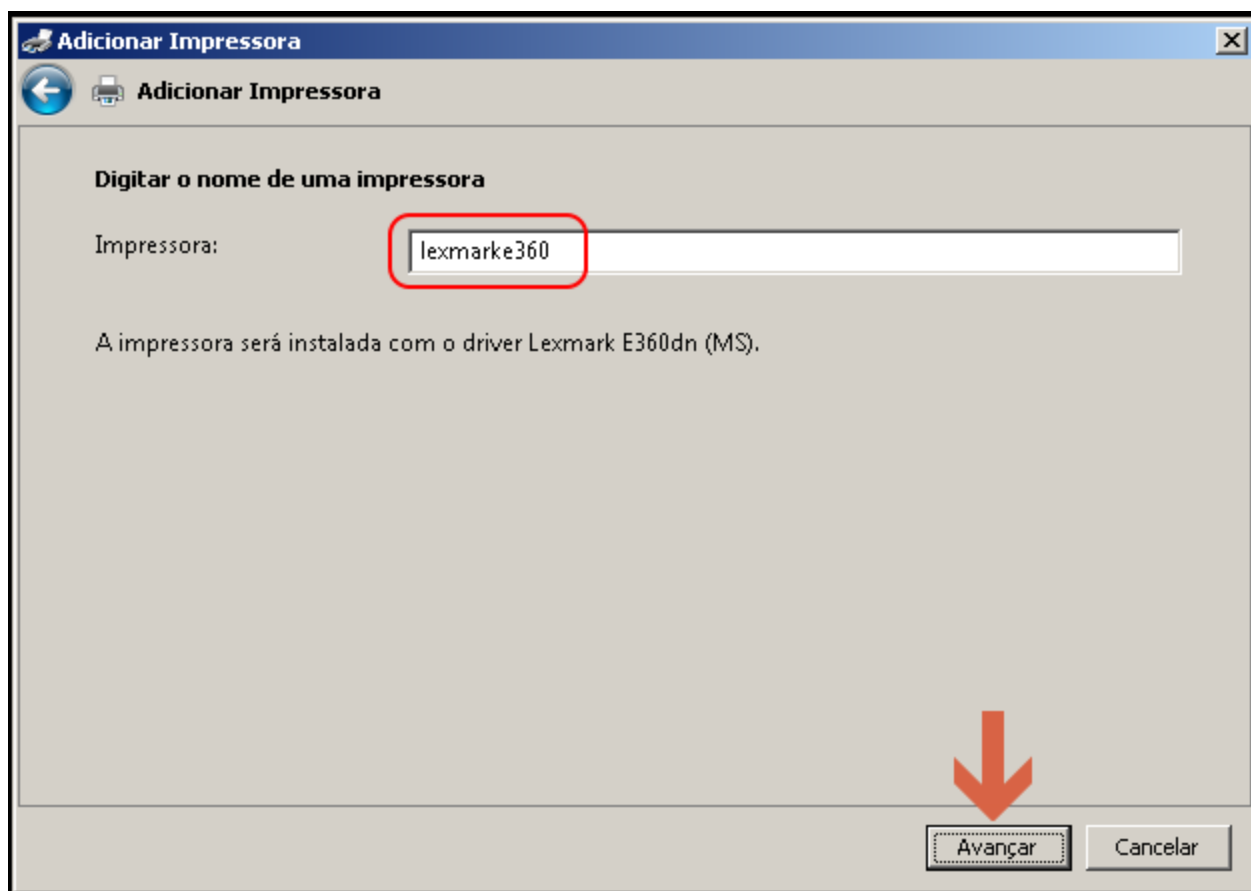 Adicionar Impressora
Adicionar Impressora
Digitar o nome de uma impressora
Impressora: lexmarke360
A impressora será instalada com o driver Lexmark E360dn (MS).
Avançar Cancelar